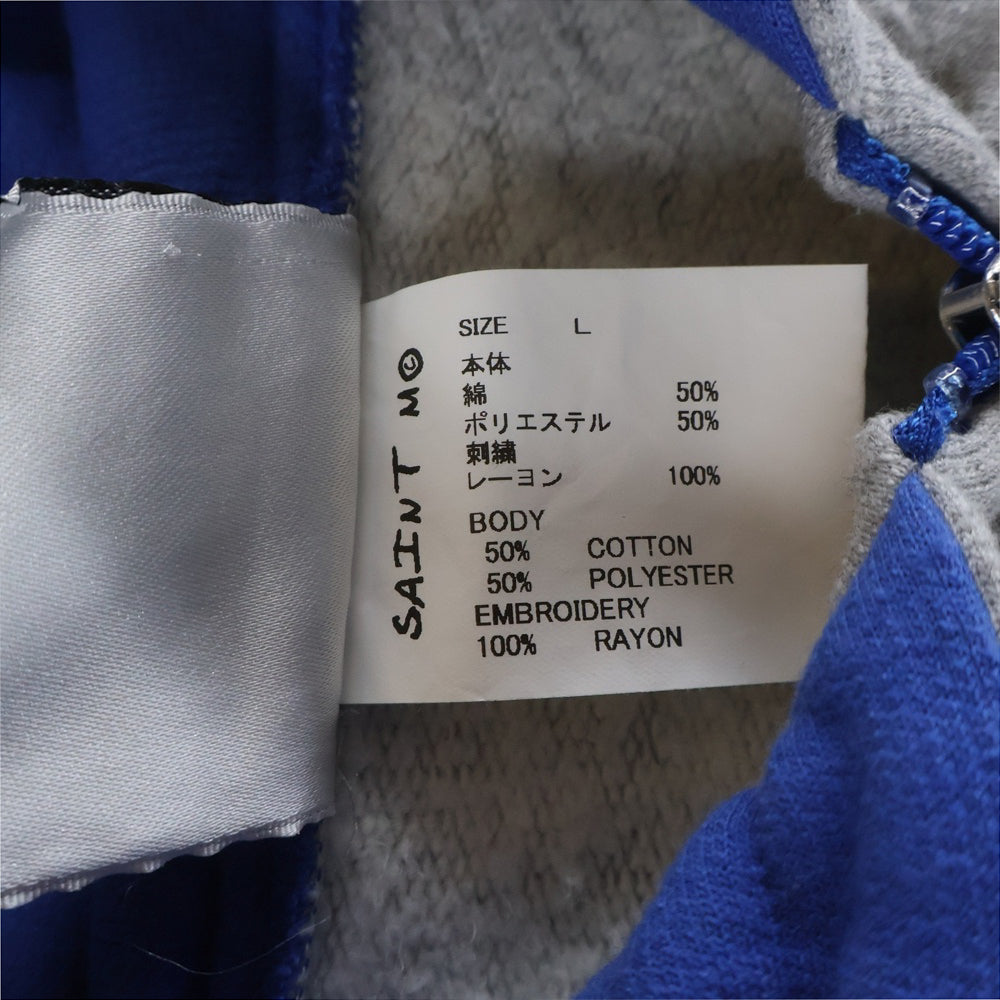 SAINT M©
SIZE L
本体
綿 50%
ポリエステル 50%
刺繍
レーヨン 100%
BODY
50% COTTON
50% POLYESTER
EMBROIDERY
100% RAYON